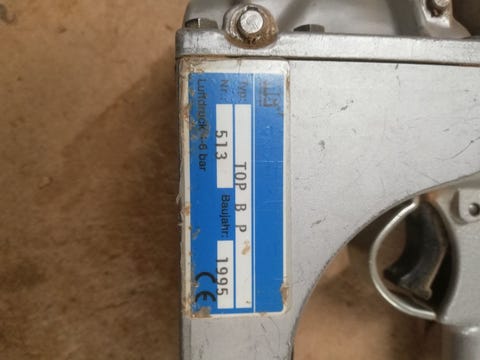 Typ: TOP B P
Nr.: 513 Baujahr: 1995
Luftdruck 4-6 bar CE